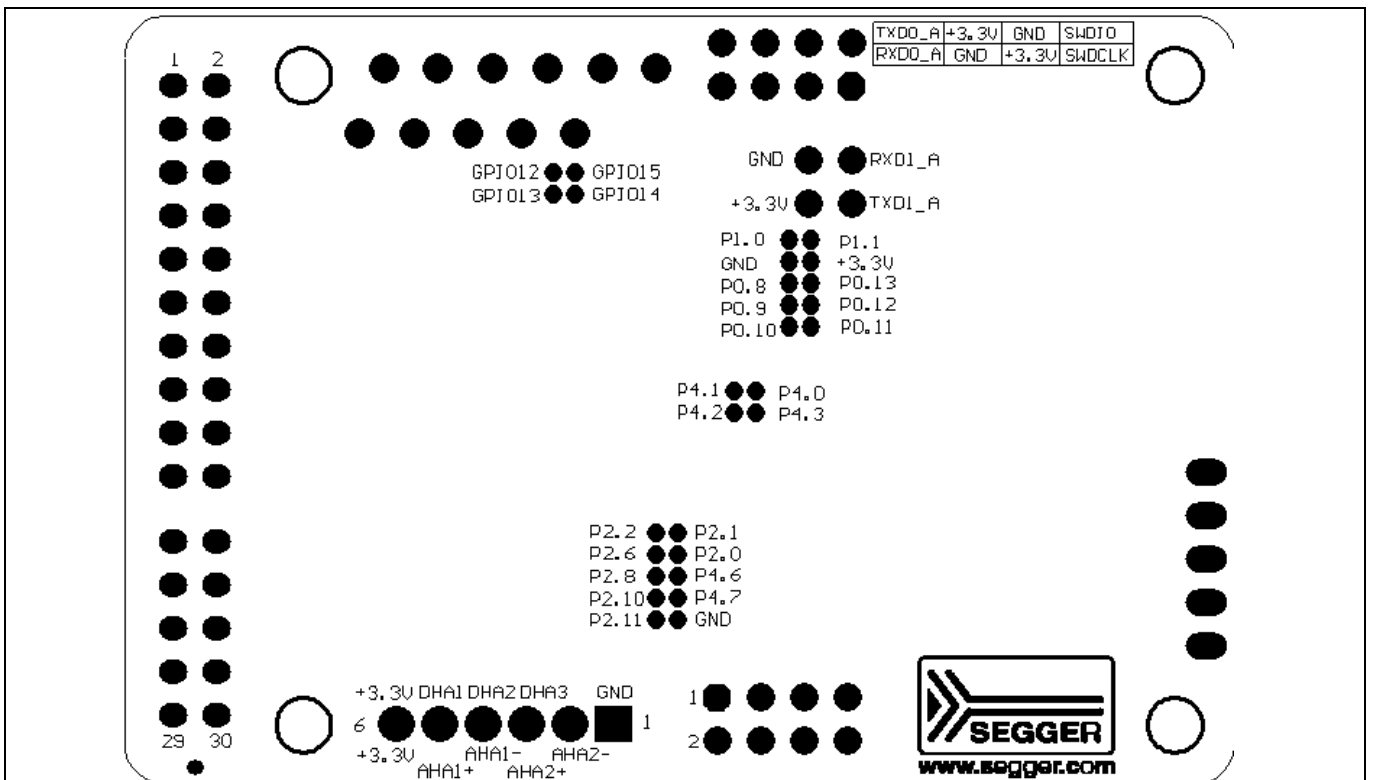 TXD0_A +3.3V GND SWDIO
RXD0_A GND +3.3V SWDCLK
1 2
GND RXD1_A
GPIO12 GPIO15
GPIO13 GPIO14
+3.3V TXD1_A
P1.0 P1.1
GND +3.3V
P0.8 P0.13
P0.9 P0.12
P0.10 P0.11
P4.1 P4.0
P4.2 P4.3
P2.2 P2.1
P2.6 P2.0
P2.8 P4.6
P2.10 P4.7
P2.11 GND
+3.3V DHA1 DHA2 DHA3 GND
6 1
+3.3V AHA1- AHA2-
AHA1+ AHA2+
1
2
29 30
SEGGER
www.segger.com